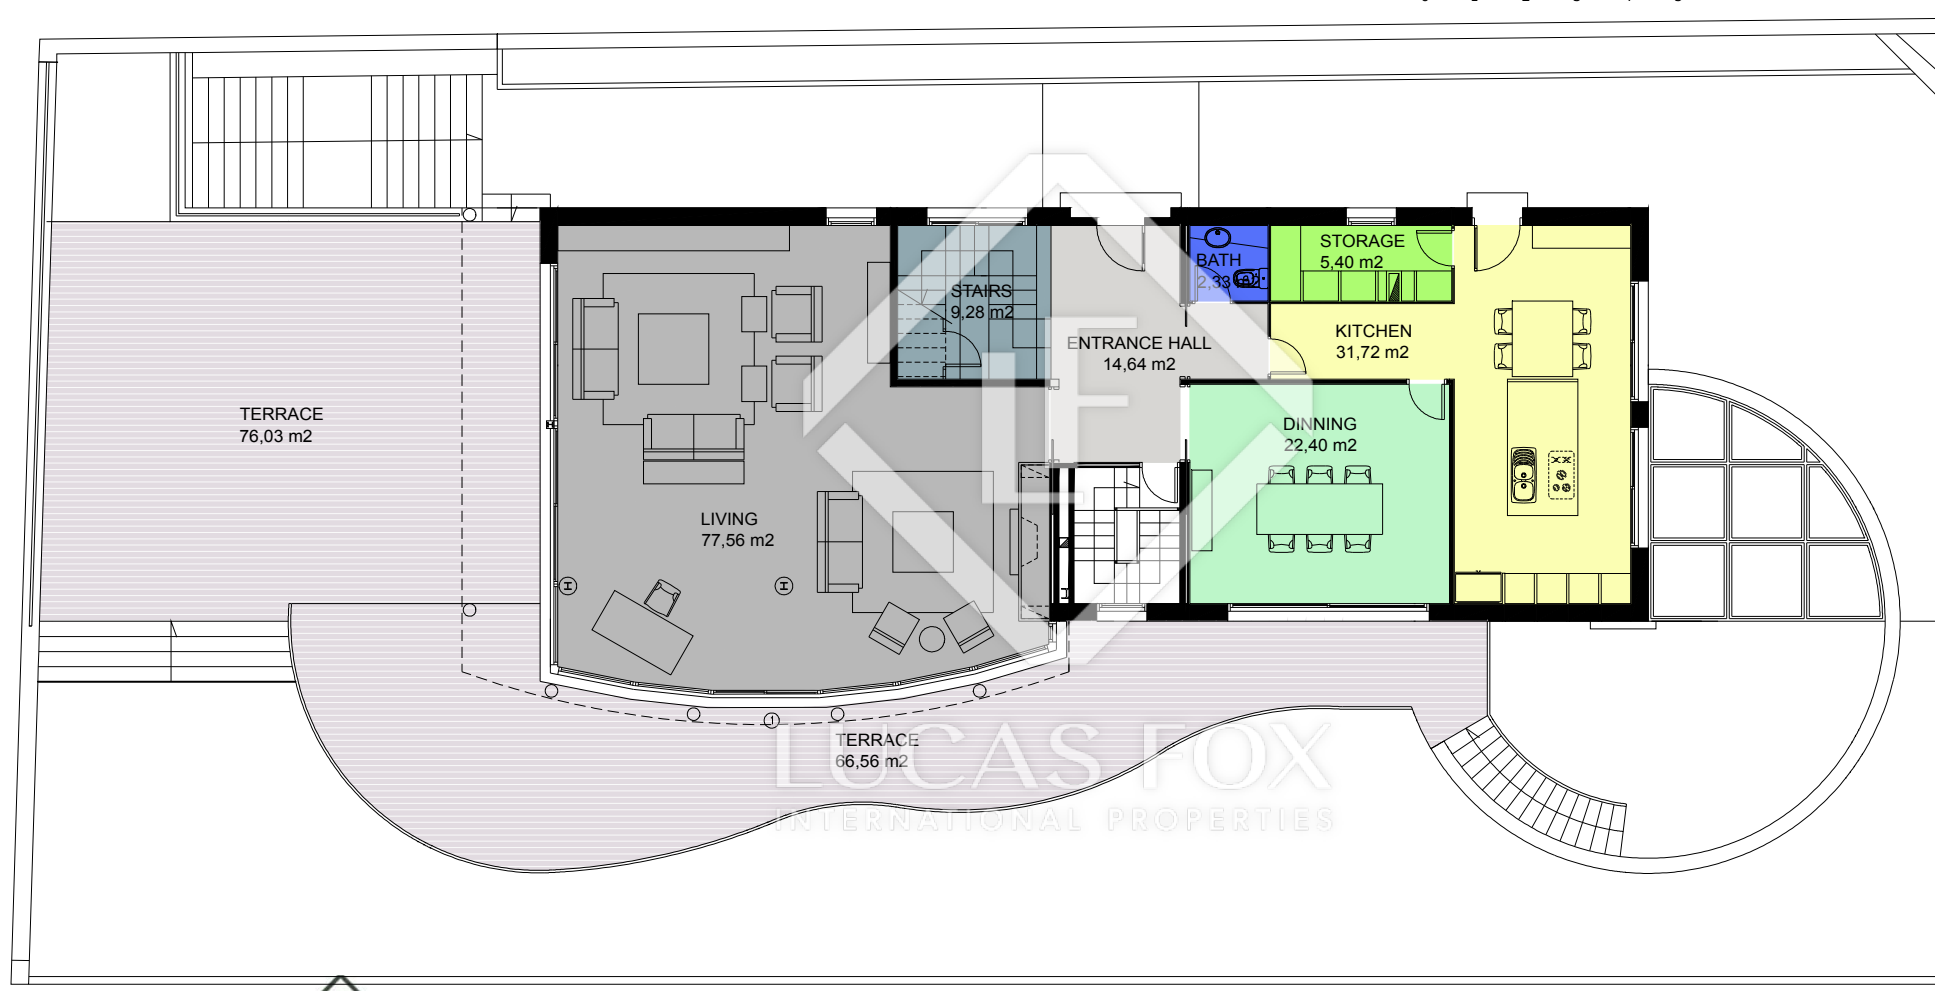 STORAGE
5,40 m2
BATH
2,33 m2
STAIRS
9,28 m2
KITCHEN
31,72 m2
ENTRANCE HALL
14,64 m2
TERRACE
76,03 m2
DINNING
22,40 m2
LIVING
77,56 m2
TERRACE
66,56 m2
LF
LUCAS FOX
INTERNATIONAL PROPERTIES